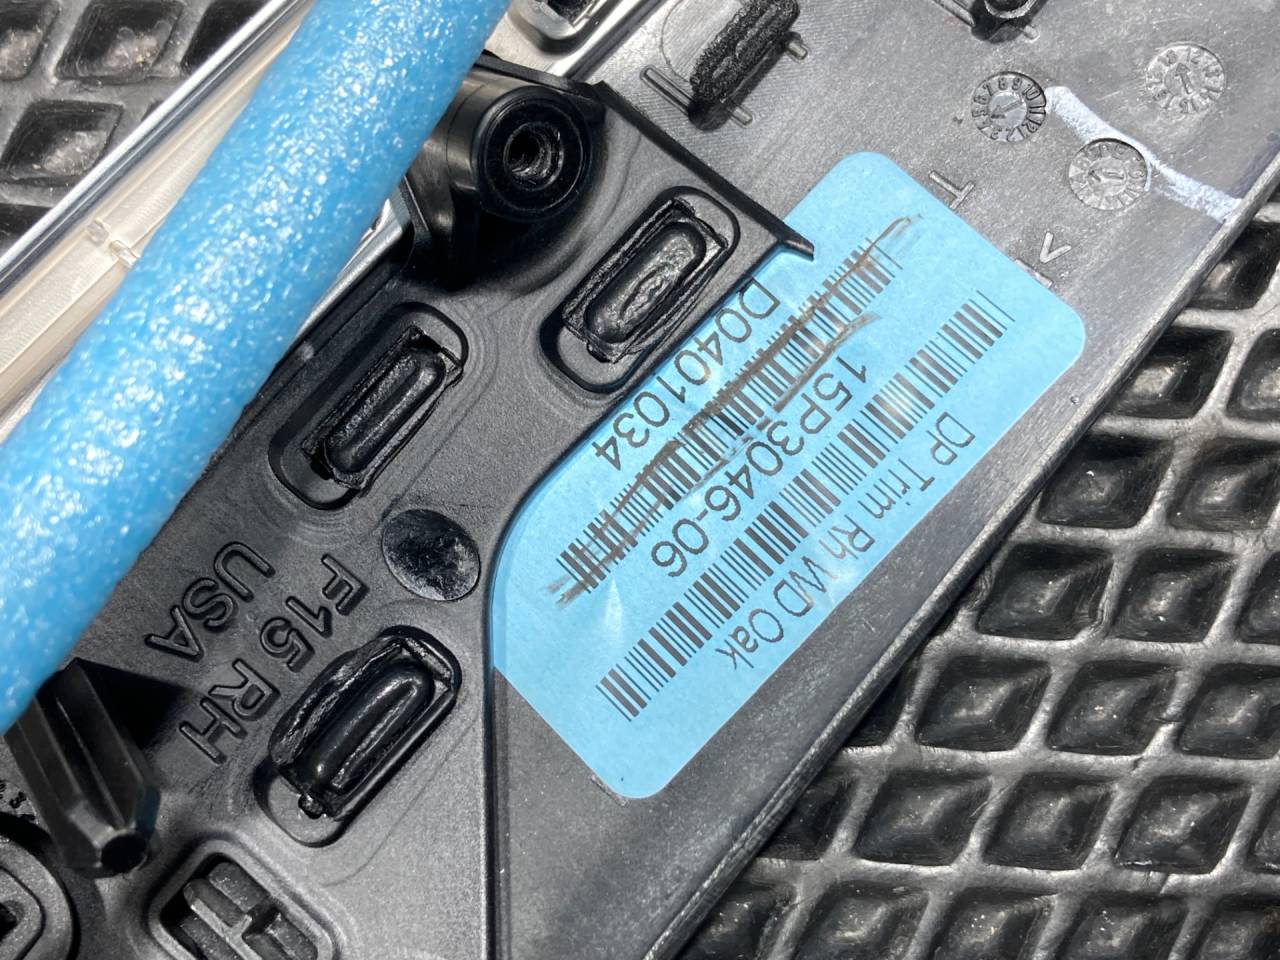 DP Trim Rh WD Oak
15P3046-06
D0401034
F15 RH
USA